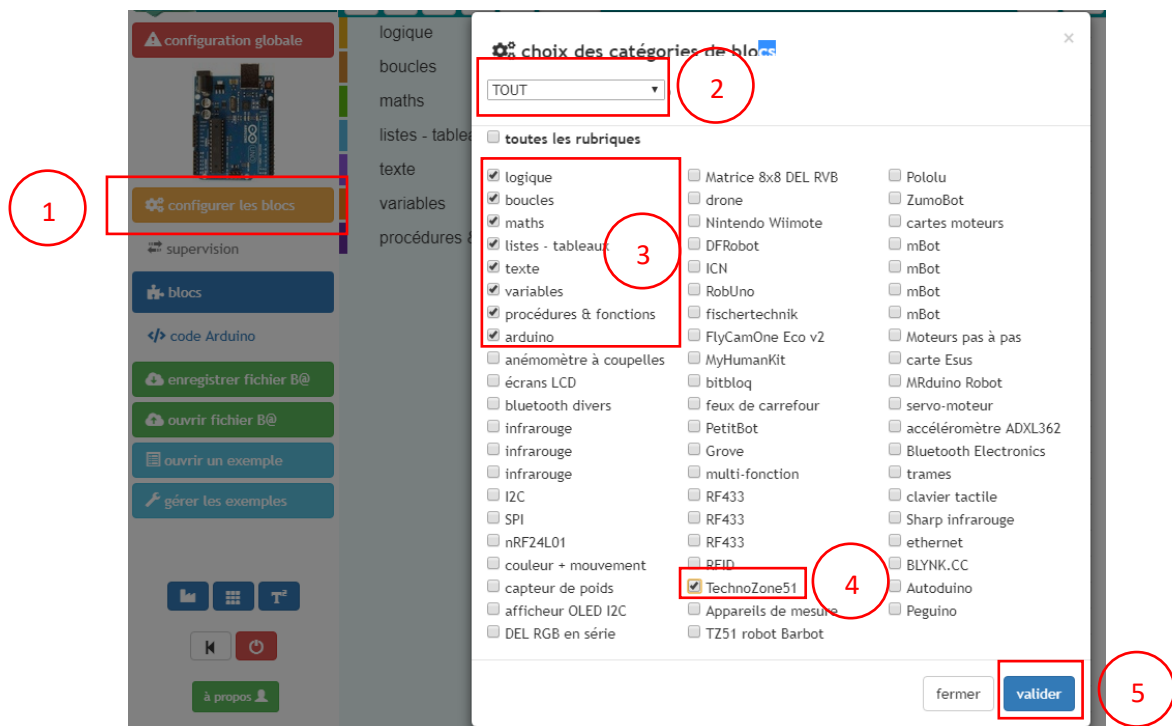 configuration globale
1
configurer les blocs
supervision
blocs
</> code Arduino
enregistrer fichier B@
ouvrir fichier B@
ouvrir un exemple
gérer les exemples
à propos
logique
boucles
maths
listes - tablea
texte
variables
procédures &
choix des catégories de blocs
×
TOUT
2
toutes les rubriques
logique
boucles
maths
listes - tableaux
texte
variables
procédures & fonctions
arduino
3
anémomètre à coupelles
écrans LCD
bluetooth divers
infrarouge
infrarouge
infrarouge
I2C
SPI
nRF24L01
couleur + mouvement
capteur de poids
afficheur OLED I2C
DEL RGB en série
Matrice 8x8 DEL RVB
drone
Nintendo Wiimote
DFRobot
ICN
RobUno
fischertechnik
FlyCamOne Eco v2
MyHumanKit
bitbloq
feux de carrefour
PetitBot
Grove
multi-fonction
RF433
RF433
RF433
RFID
TechnoZone51
4
Appareils de mesure
TZ51 robot Barbot
Pololu
ZumoBot
cartes moteurs
mBot
mBot
mBot
mBot
Moteurs pas à pas
carte Esus
MRduino Robot
servo-moteur
accéléromètre ADXL362
Bluetooth Electronics
trames
clavier tactile
Sharp infrarouge
ethernet
BLYNK.CC
Autoduino
Peguino
fermer
valider
5